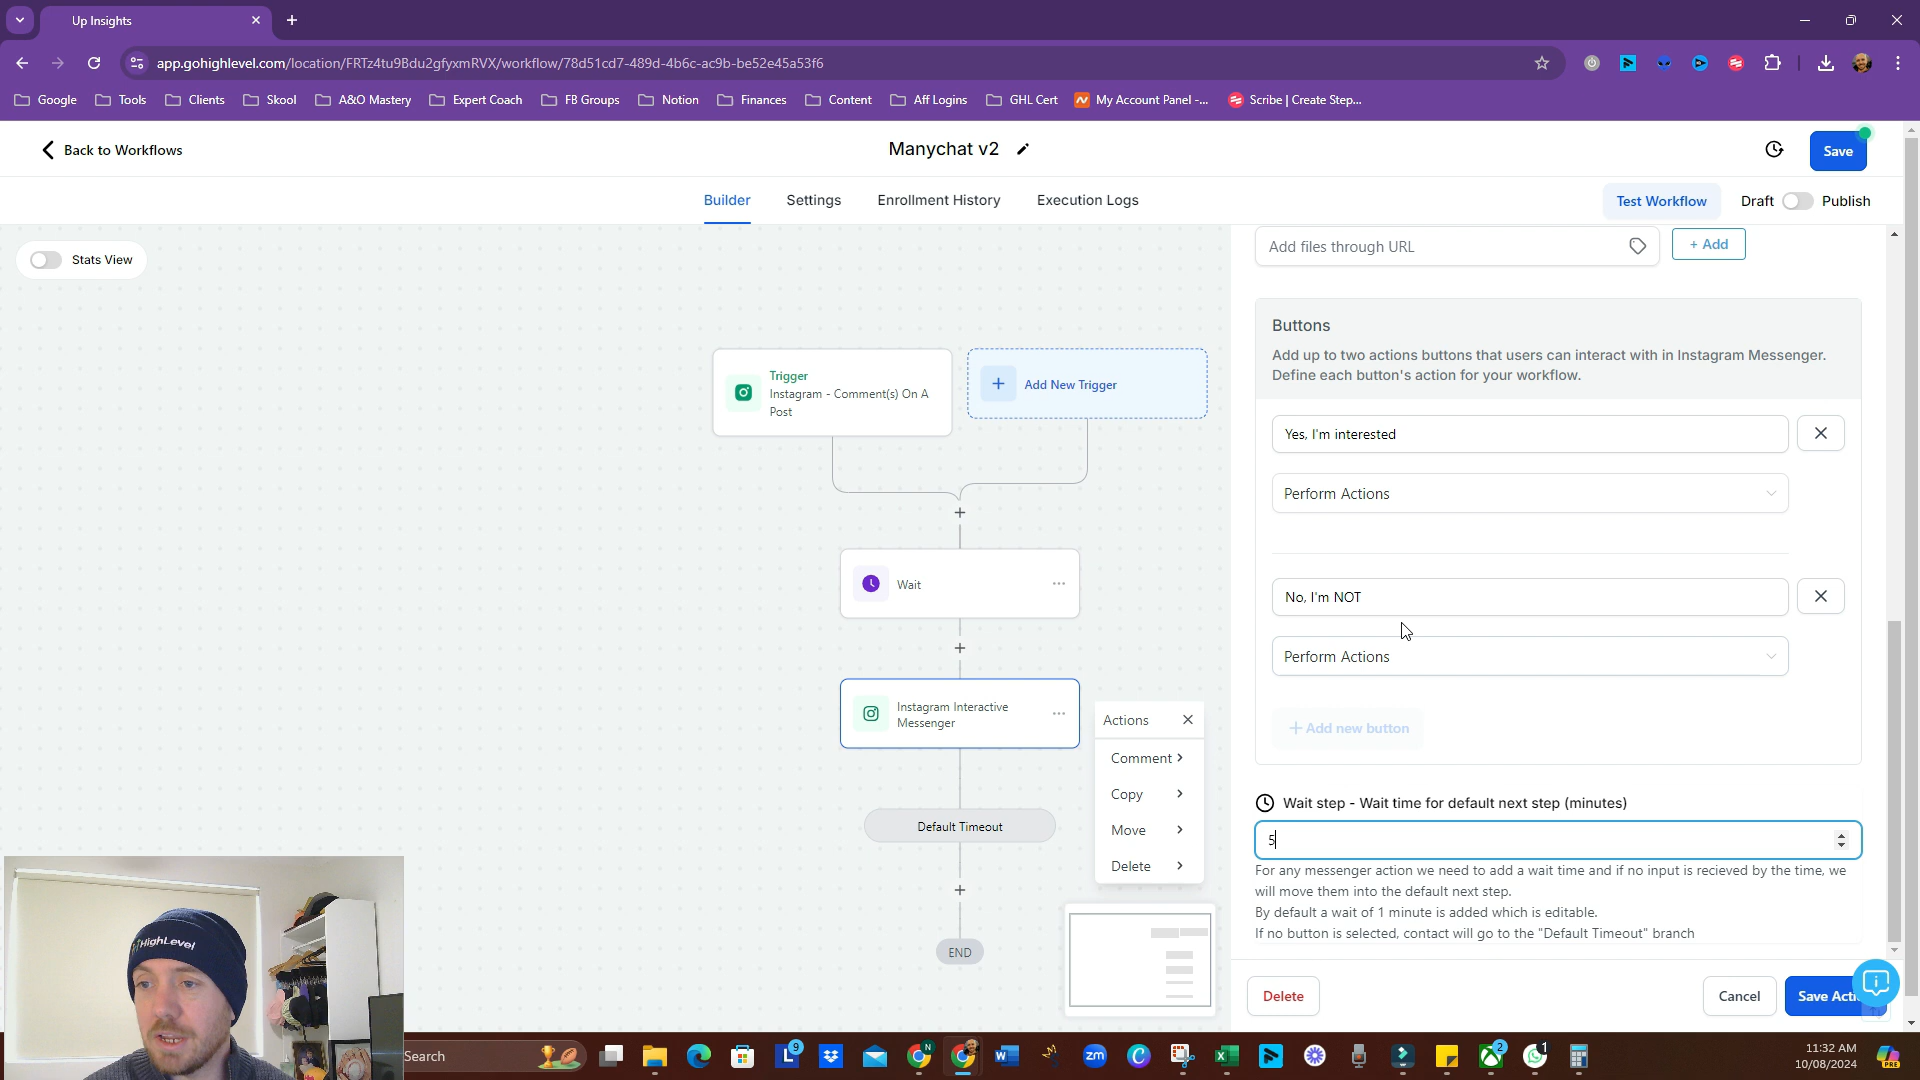 Up Insights
app.gohighlevel.com/location/FRTz4tu9Bdu2gfyxmRVX/workflow/78d51cd7-489d-4b6c-ac9b-be52e45a53f6
Google
Tools
Clients
Skool
A&O Mastery
Expert Coach
FB Groups
Notion
Finances
Content
Aff Logins
GHL Cert
My Account Panel -...
Scribe | Create Step...
Back to Workflows
Manychat v2
Save
Builder
Settings
Enrollment History
Execution Logs
Test Workflow
Draft
Publish
Stats View
Trigger
Instagram - Comment(s) On A
Post
Add New Trigger
Wait
Instagram Interactive
Messenger
Actions
Comment
Copy
Move
Delete
Default Timeout
END
Add files through URL
+ Add
Buttons
Add up to two actions buttons that users can interact with in Instagram Messenger.
Define each button's action for your workflow.
Yes, I'm interested
Perform Actions
No, I'm NOT
Perform Actions
+ Add new button
Wait step - Wait time for default next step (minutes)
5
For any messenger action we need to add a wait time and if no input is recieved by the time, we
will move them into the default next step.
By default a wait of 1 minute is added which is editable.
If no button is selected, contact will go to the "Default Timeout" branch
Delete
Cancel
Save Acti
HighLevel
Search
9
N
W
zm
2
1
11:32 AM
10/08/2024
PRE